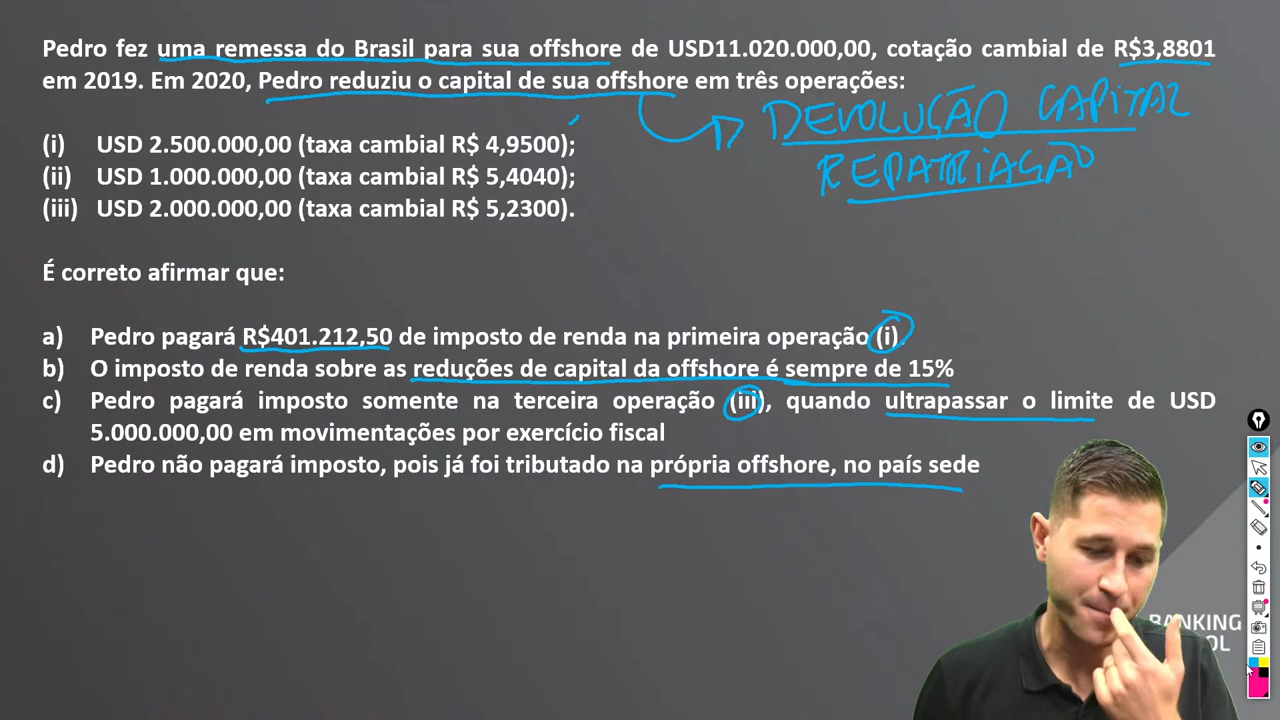 Pedro fez uma remessa do Brasil para sua offshore de USD11.020.000,00, cotação cambial de R$3,8801
em 2019. Em 2020, Pedro reduziu o capital de sua offshore em três operações:
DEVOLUÇÃO CAPITAL
REPATRIAÇÃO
(i) USD 2.500.000,00 (taxa cambial R$ 4,9500);
(ii) USD 1.000.000,00 (taxa cambial R$ 5,4040);
(iii) USD 2.000.000,00 (taxa cambial R$ 5,2300).
É correto afirmar que:
a) Pedro pagará R$401.212,50 de imposto de renda na primeira operação (i).
b) O imposto de renda sobre as reduções de capital da offshore é sempre de 15%
c) Pedro pagará imposto somente na terceira operação (iii), quando ultrapassar o limite de USD
5.000.000,00 em movimentações por exercício fiscal
d) Pedro não pagará imposto, pois já foi tributado na própria offshore, no país sede
BANKING